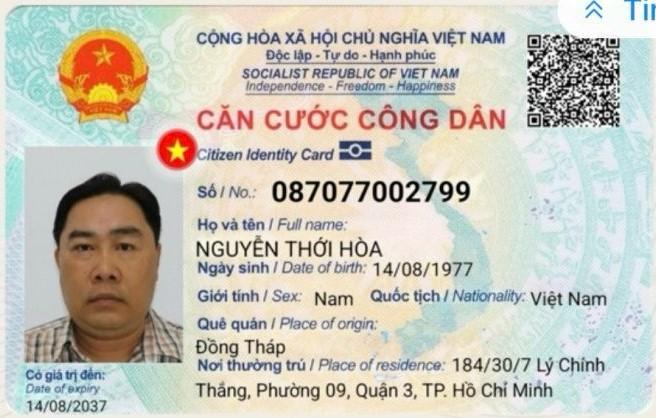 Tin
CỘNG HÒA XÃ HỘI CHỦ NGHĨA VIỆT NAM
Độc lập - Tự do - Hạnh phúc
SOCIALIST REPUBLIC OF VIET NAM
Independence - Freedom - Happiness
CĂN CƯỚC CÔNG DÂN
Citizen Identity Card
Số / No.: 087077002799
Họ và tên / Full name:
NGUYỄN THỚI HÒA
Ngày sinh / Date of birth: 14/08/1977
Giới tính / Sex: Nam Quốc tịch / Nationality: Việt Nam
Quê quán / Place of origin:
Đồng Tháp
Nơi thường trú / Place of residence: 184/30/7 Lý Chính
Thắng, Phường 09, Quận 3, TP. Hồ Chí Minh
Có giá trị đến:
Date of expiry
14/08/2037